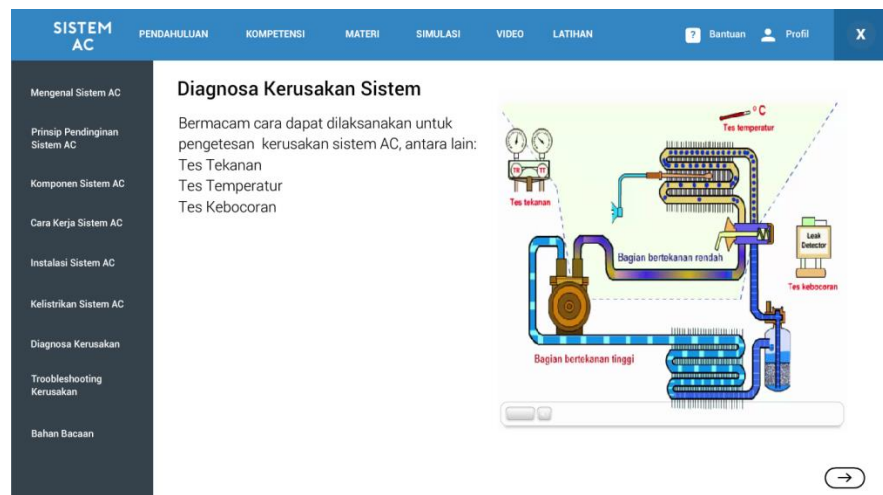 SISTEM
AC
PENDAHULUAN
KOMPETENSI
MATERI
SIMULASI
VIDEO
LATIHAN
?
Bantuan
Profil
X
Mengenal Sistem AC
Prinsip Pendinginan
Sistem AC
Komponen Sistem AC
Cara Kerja Sistem AC
Instalasi Sistem AC
Kelistrikan Sistem AC
Diagnosa Kerusakan
Troobleshooting
Kerusakan
Bahan Bacaan
Diagnosa Kerusakan Sistem
Bermacam cara dapat dilaksanakan untuk
pengetesan kerusakan sistem AC, antara lain:
Tes Tekanan
Tes Temperatur
Tes Kebocoran
°C
Tes temperatur
TR
TT
Tes tekanan
Bagian bertekanan rendah
Leak
Detector
Tes kebocoran
Bagian bertekanan tinggi